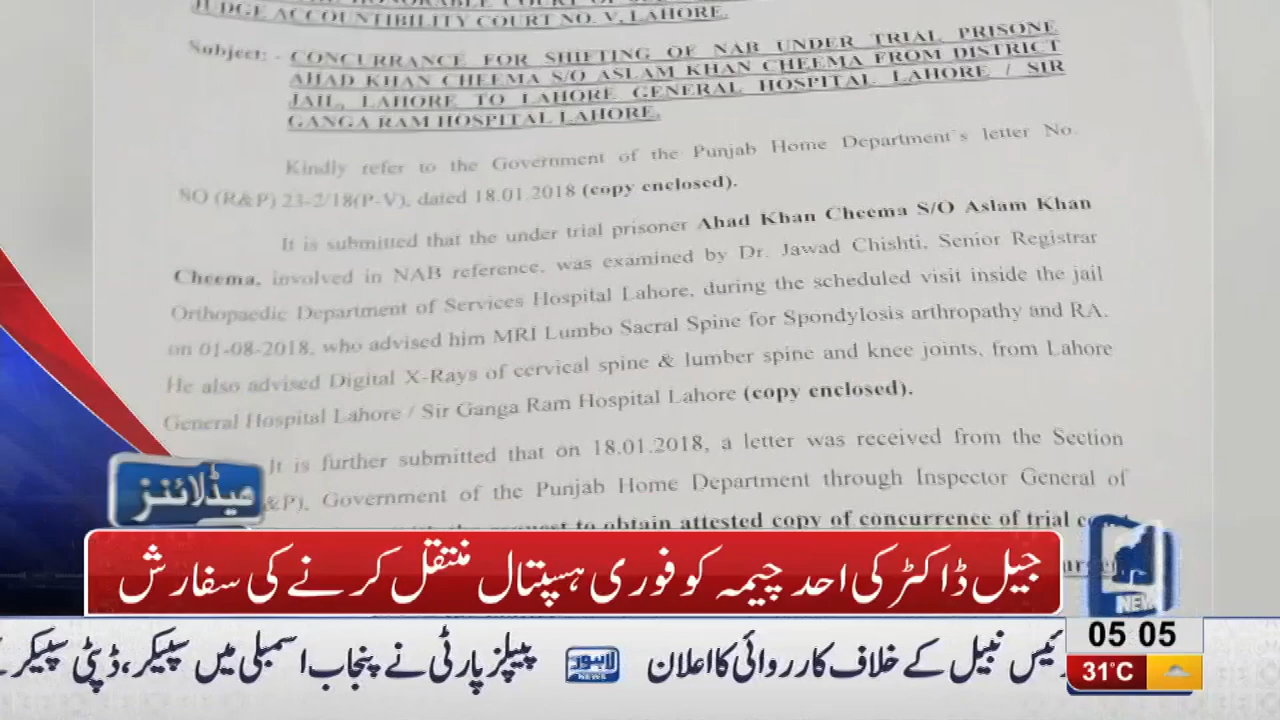 JUDGE ACCOUNTIBILITY COURT NO. V, LAHORE.
Subject: - CONCURRANCE FOR SHIFTING OF NAB UNDER TRIAL PRISONE
AHAD KHAN CHEEMA S/O ASLAM KHAN CHEEMA FROM DISTRICT
JAIL, LAHORE TO LAHORE GENERAL HOSPITAL LAHORE / SIR
GANGA RAM HOSPITAL LAHORE.
Kindly refer to the Government of the Punjab Home Department's letter No.
SO (R&P) 23-2/18(P-V), dated 18.01.2018 (copy enclosed).
It is submitted that the under trial prisoner Ahad Khan Cheema S/O Aslam Khan
Cheema, involved in NAB reference, was examined by Dr. Jawad Chishti, Senior Registrar
Orthopaedic Department of Services Hospital Lahore, during the scheduled visit inside the jail
on 01-08-2018, who advised him MRI Lumbo Sacral Spine for Spondylosis arthropathy and RA.
He also advised Digital X-Rays of cervical spine & lumber spine and knee joints, from Lahore
General Hospital Lahore / Sir Ganga Ram Hospital Lahore (copy enclosed).
It is further submitted that on 18.01.2018, a letter was received from the Section
&P), Government of the Punjab Home Department through Inspector General of
to obtain attested copy of concurrence of trial
ہیڈلائنز
جیل ڈاکٹر کی احد چیمہ کو فوری ہسپتال منتقل کرنے کی سفارش
NEWS
05 05
31°C
رئیس نبیل کے خلاف کارروائی کا اعلان لاہور NEWS پیپلز پارٹی نے پنجاب اسمبلی میں سپیکر، ڈپٹی سپیکر